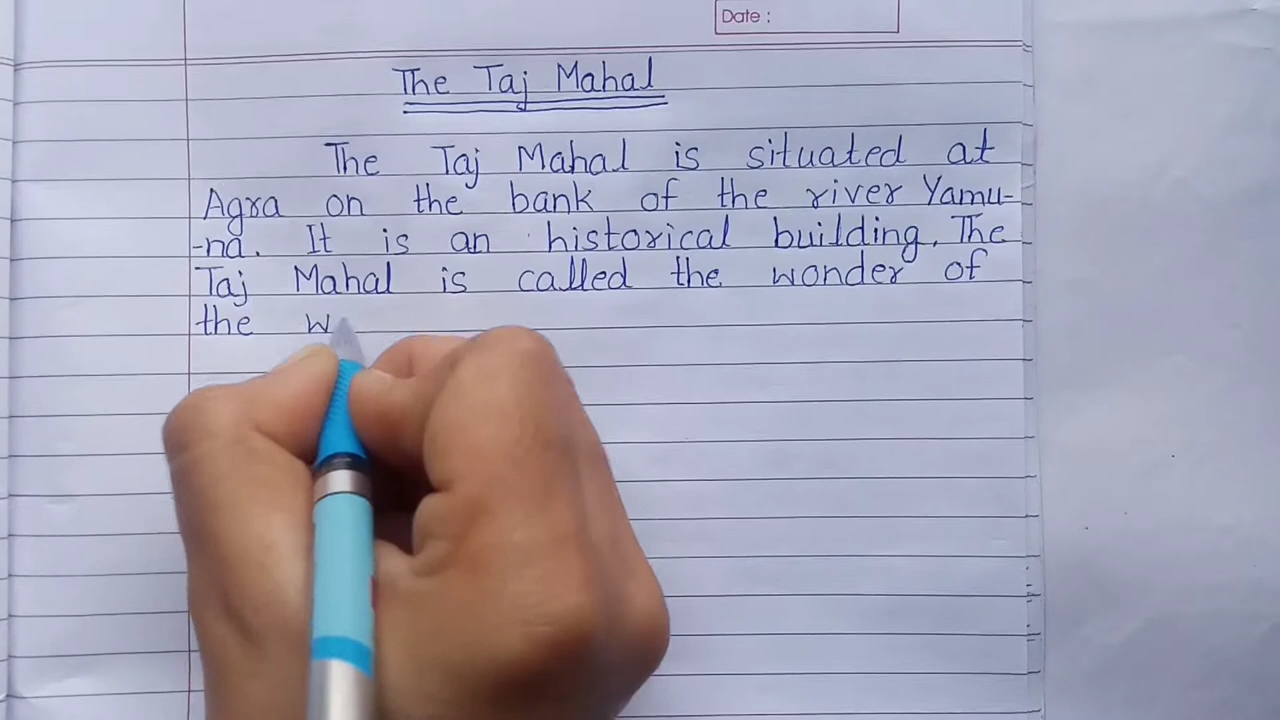 Date :
The Taj Mahal
The Taj Mahal is situated at
Agra on the bank of the river Yamu-
-na. It is an historical building. The
Taj Mahal is called the wonder of
the w